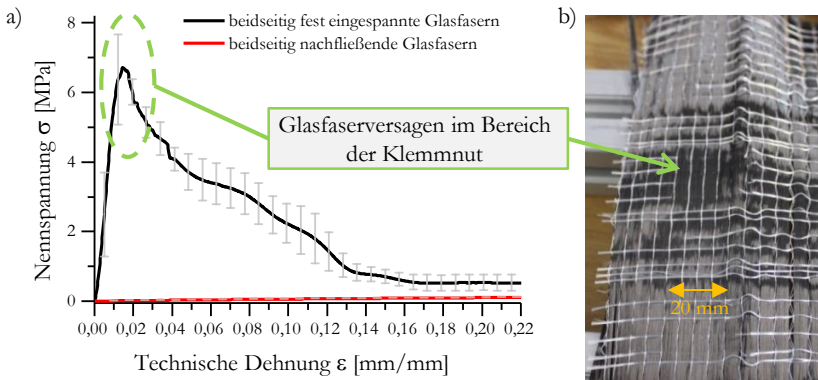 a)
beidseitig fest eingespannte Glasfasern
beidseitig nachfließende Glasfasern
Nennspannung σ [MPa]
8
6
4
2
0
0,00 0,02 0,04 0,06 0,08 0,10 0,12 0,14 0,16 0,18 0,20 0,22
Technische Dehnung ε [mm/mm]
Glasfaserversagen im Bereich
der Klemmnut
b)
20 mm